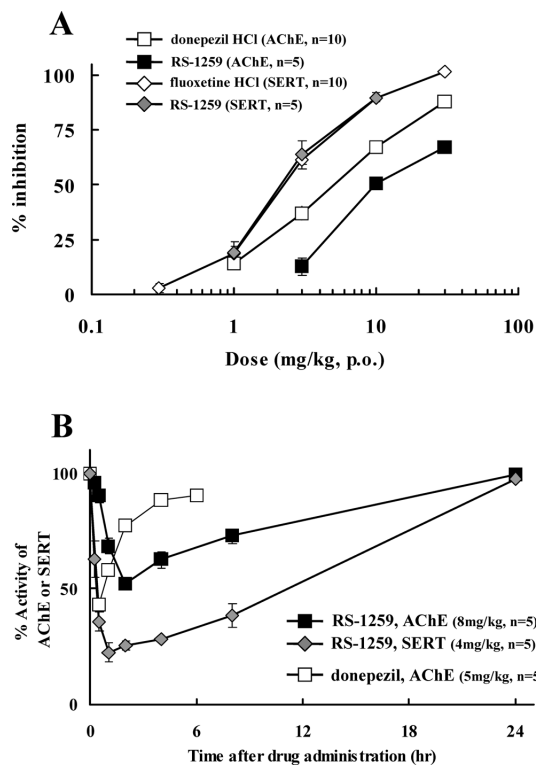 A
donepezil HCl (AChE, n=10)
RS-1259 (AChE, n=5)
fluoxetine HCl (SERT, n=10)
RS-1259 (SERT, n=5)
% inhibition
100
75
50
25
0
0.1 1 10 100
Dose (mg/kg, p.o.)
B
% Activity of
AChE or SERT
100
50
0
RS-1259, AChE (8mg/kg, n=5)
RS-1259, SERT (4mg/kg, n=5)
donepezil, AChE (5mg/kg, n=5
0 6 12 18 24
Time after drug administration (hr)